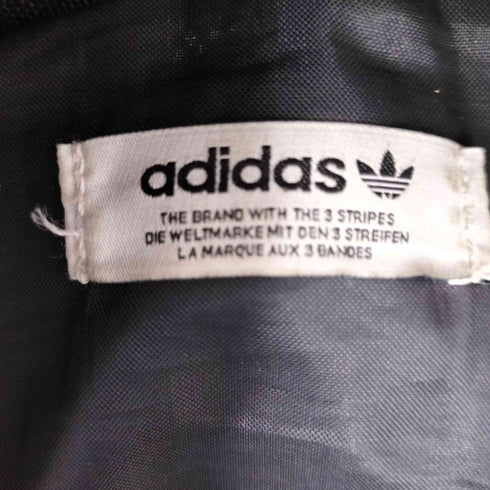 adidas
THE BRAND WITH THE 3 STRIPES
DIE WELTMARKE MIT DEN 3 STREIFEN
LA MARQUE AUX 3 BANDES